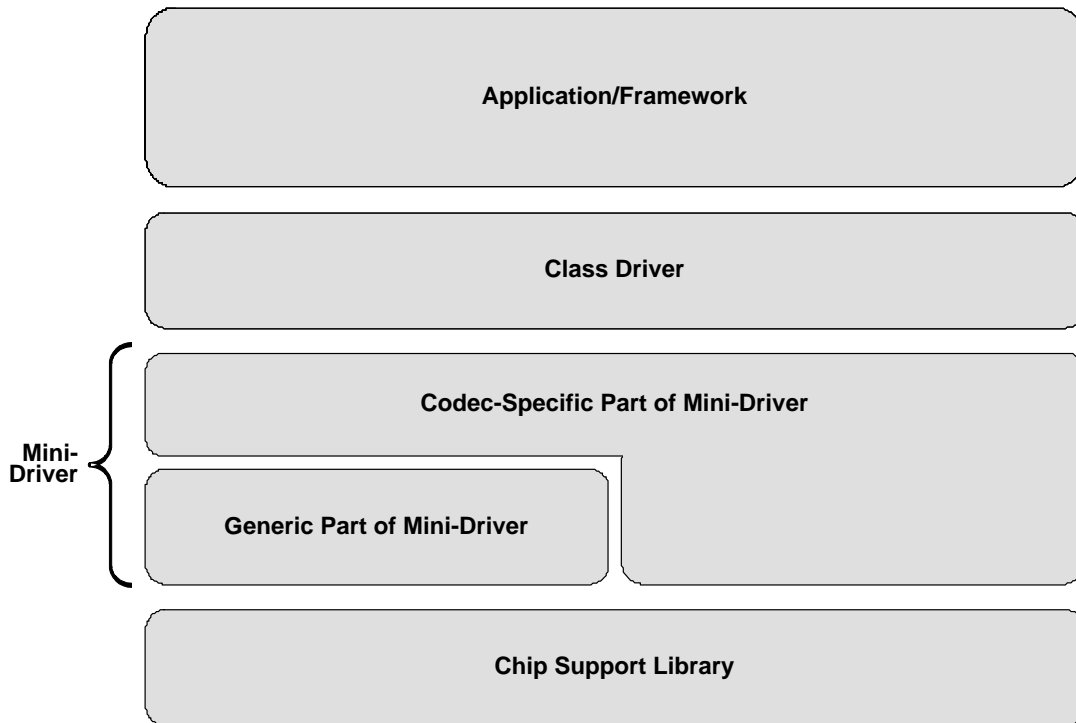 Application/Framework
Class Driver
Codec-Specific Part of Mini-Driver
Mini-
Driver
Generic Part of Mini-Driver
Chip Support Library